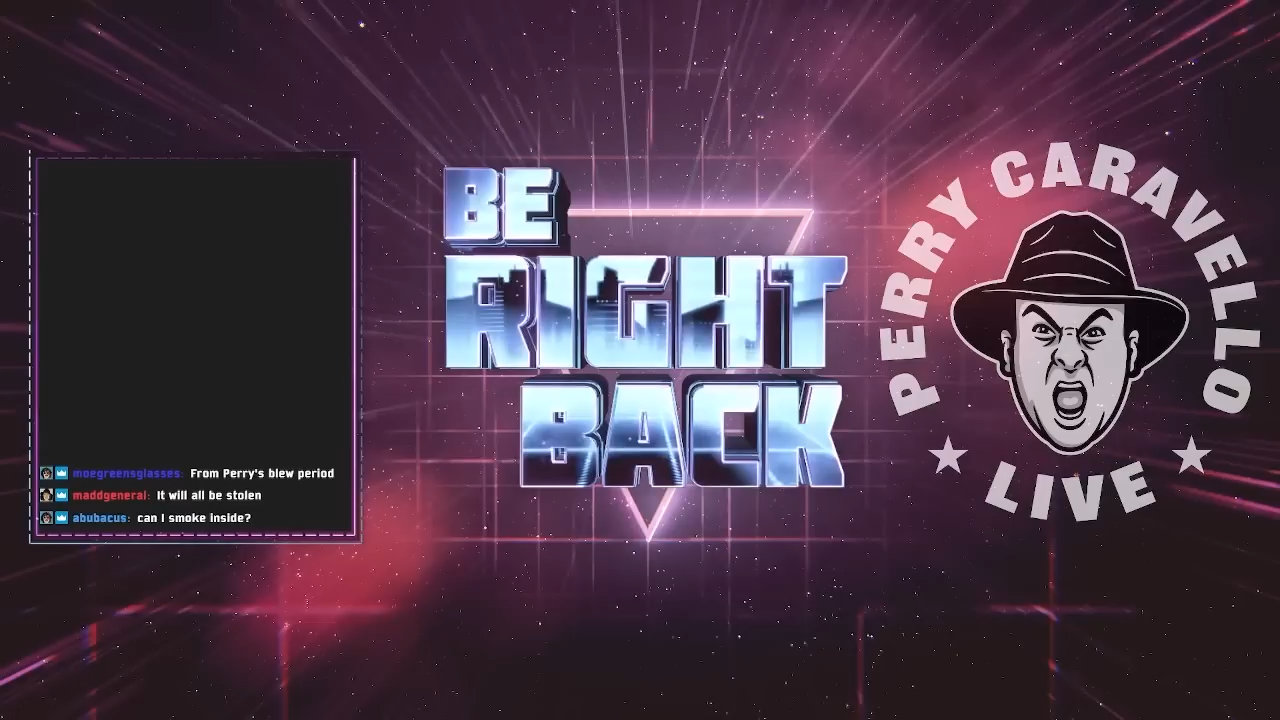 moegreensglasses: From Perry's blew period
maddgeneral: It will all be stolen
abubacus: can I smoke inside?
BE
RIGHT
BACK
PERRY CARAVELLO
LIVE